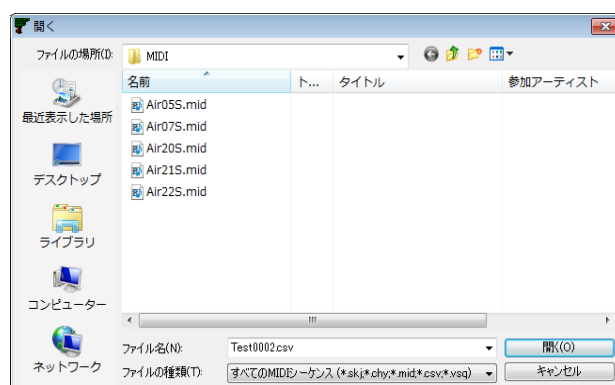 開く
ファイルの場所(I):
MIDI
名前
ト...
タイトル
参加アーティスト
最近表示した場所
Air05S.mid
Air07S.mid
Air20S.mid
Air21S.mid
Air22S.mid
デスクトップ
ライブラリ
コンピューター
ネットワーク
ファイル名(N):
Test0002.csv
開く(O)
ファイルの種類(T):
すべてのMIDIシーケンス (*.skj;*.chy;*.mid;*.csv;*.vsq)
キャンセル